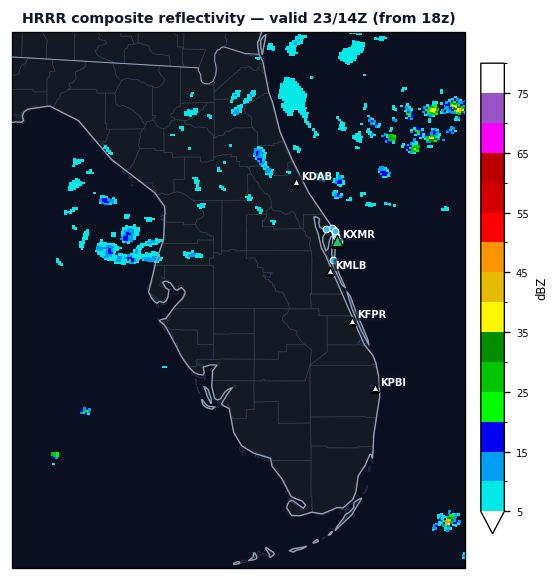 HRRR composite reflectivity — valid 23/14Z (from 18z)
75
65
55
45
35
25
15
5
dBZ
KDAB
KXMR
KMLB
KFPR
KPBI